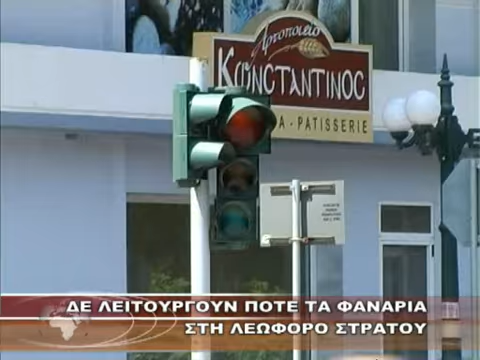 Αρτοποιείο
ΚΩΝΣΤΑΝΤΙΝΟΣ
Α - PATISSERIE
ΔΕ ΛΕΙΤΟΥΡΓΟΥΝ ΠΟΤΕ ΤΑ ΦΑΝΑΡΙΑ
ΣΤΗ ΛΕΩΦΟΡΟ ΣΤΡΑΤΟΥ